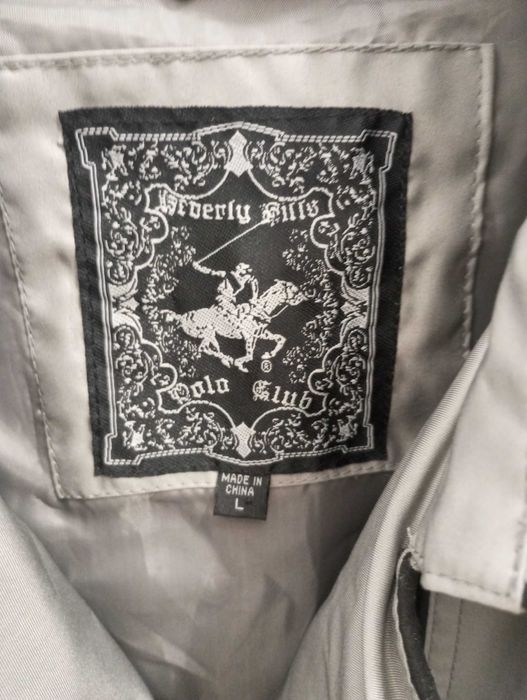 Beverly Hills
Polo Club
®
MADE IN
CHINA
L